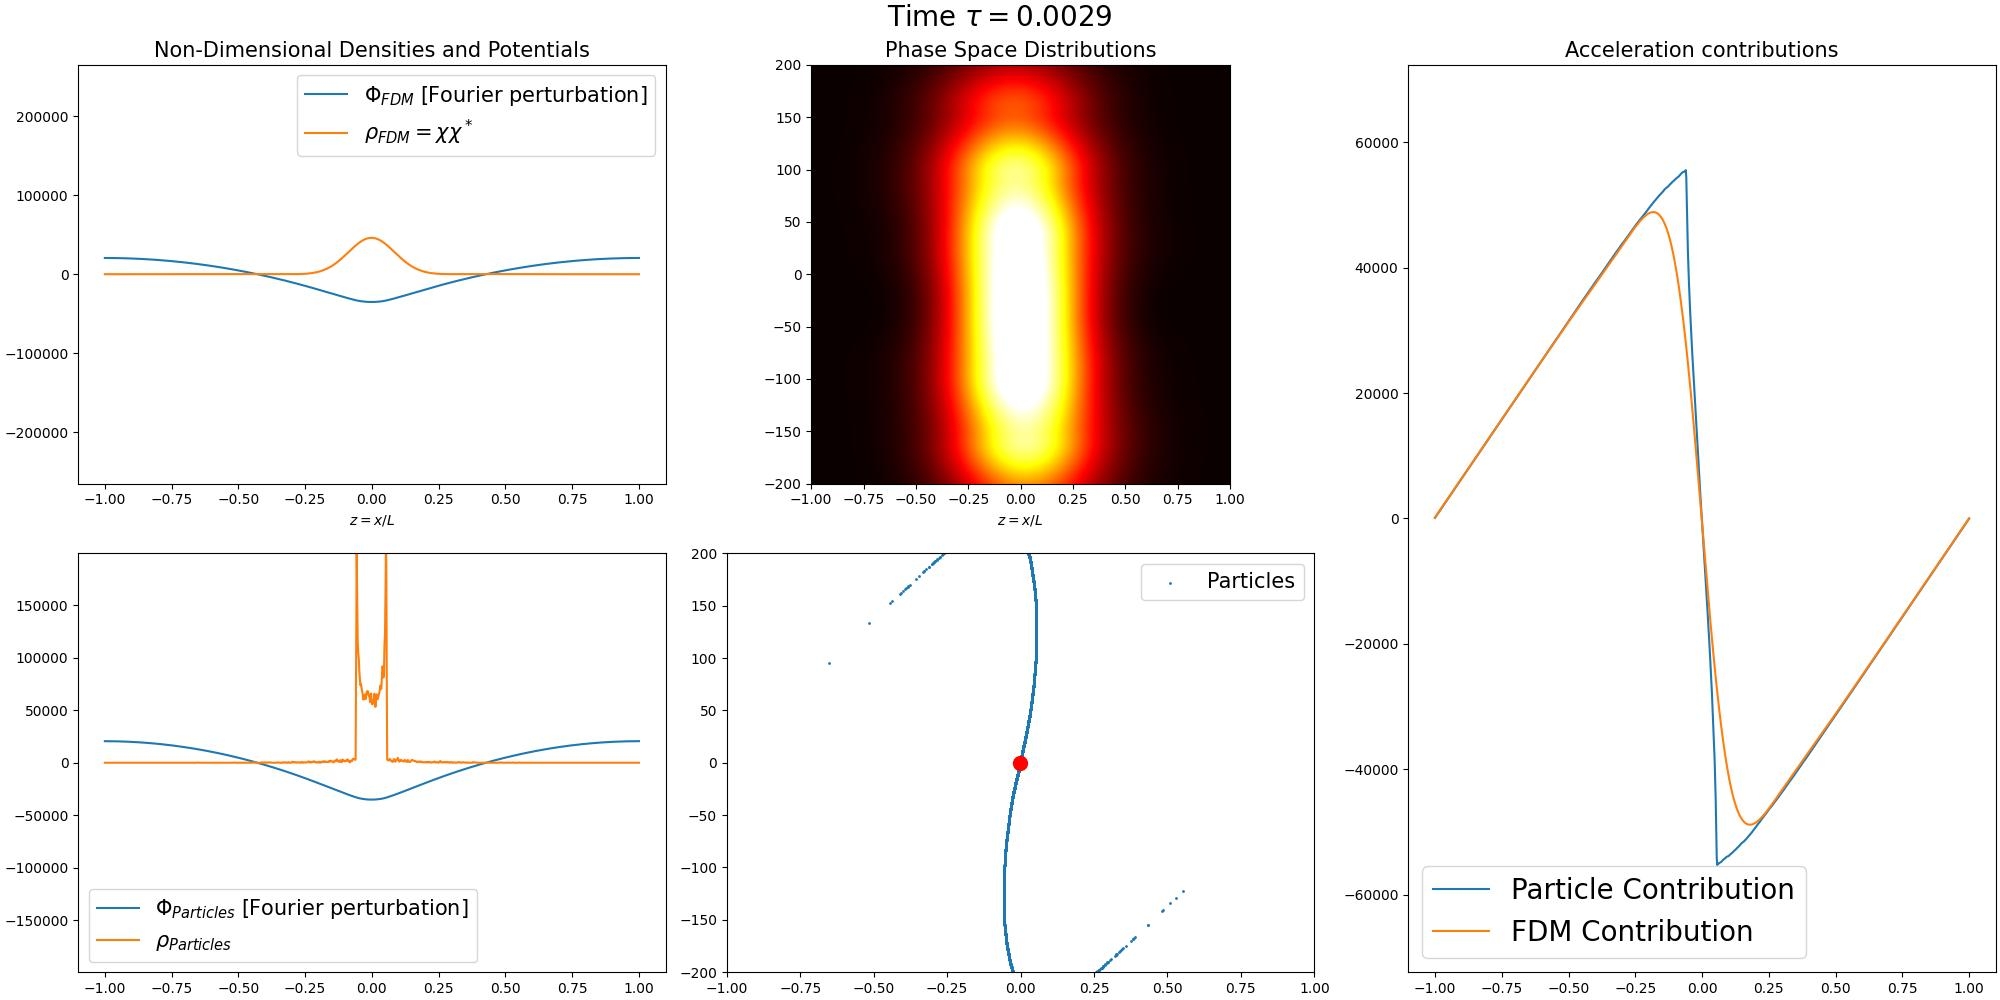 Time τ = 0.0029
Non-Dimensional Densities and Potentials
Φ_FDM [Fourier perturbation]
ρ_FDM = χχ*
200000
100000
0
−100000
−200000
−1.00 −0.75 −0.50 −0.25 0.00 0.25 0.50 0.75 1.00
z = x/L
Phase Space Distributions
200
150
100
50
0
−50
−100
−150
−200
−1.00 −0.75 −0.50 −0.25 0.00 0.25 0.50 0.75 1.00
z = x/L
Acceleration contributions
60000
40000
20000
0
−20000
−40000
−60000
Particle Contribution
FDM Contribution
−1.00 −0.75 −0.50 −0.25 0.00 0.25 0.50 0.75 1.00
150000
100000
50000
0
−50000
−100000
−150000
Φ_Particles [Fourier perturbation]
ρ_Particles
−1.00 −0.75 −0.50 −0.25 0.00 0.25 0.50 0.75 1.00
Particles
200
150
100
50
0
−50
−100
−150
−200
−1.00 −0.75 −0.50 −0.25 0.00 0.25 0.50 0.75 1.00